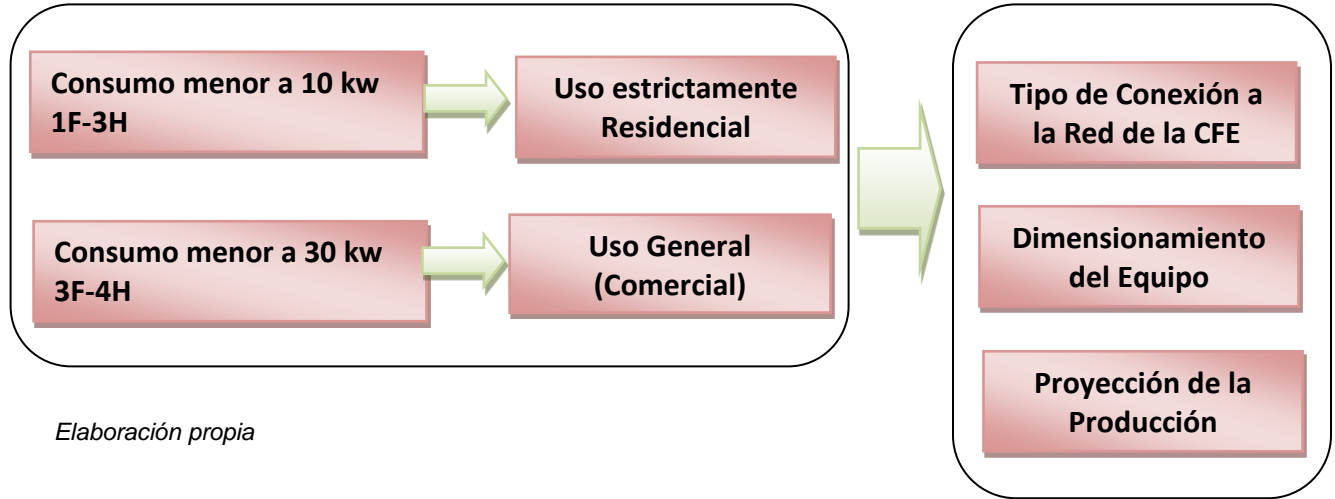 Consumo menor a 10 kw
1F-3H
Uso estrictamente
Residencial
Consumo menor a 30 kw
3F-4H
Uso General
(Comercial)
Tipo de Conexión a
la Red de la CFE
Dimensionamiento
del Equipo
Proyección de la
Producción
Elaboración propia